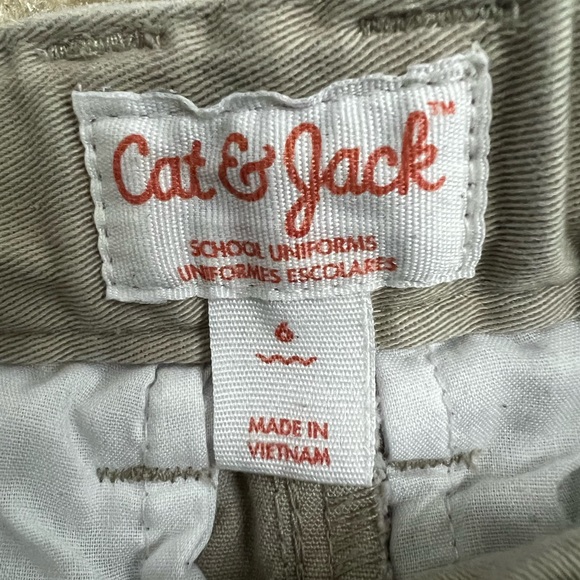 Cat & Jack™
SCHOOL UNIFORMS
UNIFORMES ESCOLARES
6
MADE IN
VIETNAM